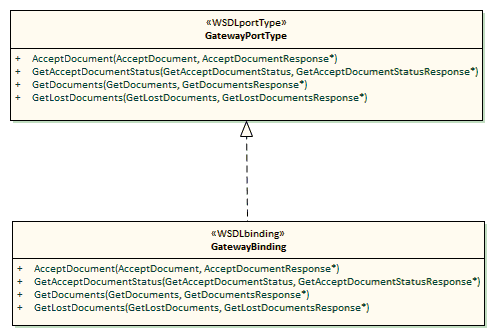 «WSDLportType»
GatewayPortType
+ AcceptDocument(AcceptDocument, AcceptDocumentResponse*)
+ GetAcceptDocumentStatus(GetAcceptDocumentStatus, GetAcceptDocumentStatusResponse*)
+ GetDocuments(GetDocuments, GetDocumentsResponse*)
+ GetLostDocuments(GetLostDocuments, GetLostDocumentsResponse*)
«WSDLbinding»
GatewayBinding
+ AcceptDocument(AcceptDocument, AcceptDocumentResponse*)
+ GetAcceptDocumentStatus(GetAcceptDocumentStatus, GetAcceptDocumentStatusResponse*)
+ GetDocuments(GetDocuments, GetDocumentsResponse*)
+ GetLostDocuments(GetLostDocuments, GetLostDocumentsResponse*)